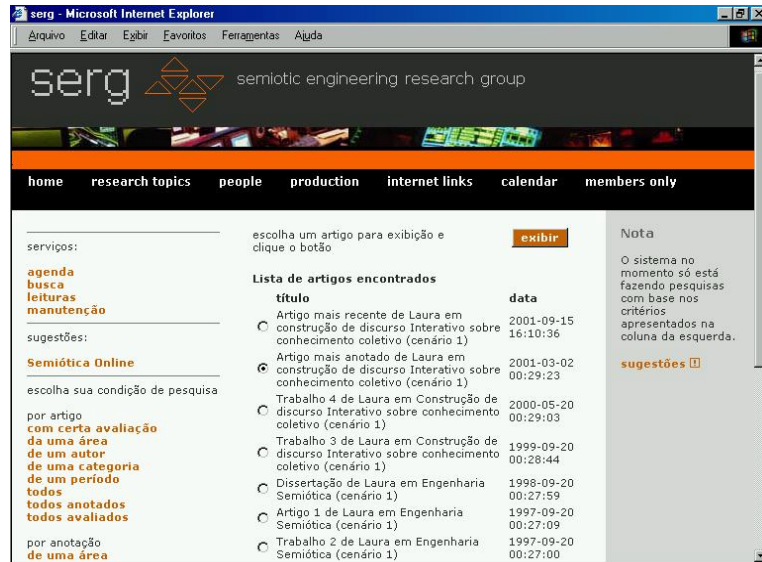 serg - Microsoft Internet Explorer
Arquivo Editar Exibir Favoritos Ferramentas Ajuda
serg semiotic engineering research group
home research topics people production internet links calendar members only
serviços:
agenda
busca
leituras
manutenção
sugestões:
Semiótica Online
escolha sua condição de pesquisa
por artigo
com certa avaliação
da uma área
de um autor
de uma categoria
de um período
todos
todos anotados
todos avaliados
por anotação
de uma área
escolha um artigo para exibição e
clique o botão
exibir
Lista de artigos encontrados
título data
Artigo mais recente de Laura em
construção de discurso Interativo sobre
conhecimento coletivo (cenário 1)
2001-09-15
16:10:36
Artigo mais anotado de Laura em
construção de discurso Interativo sobre
conhecimento coletivo (cenário 1)
2001-03-02
00:29:23
Trabalho 4 de Laura em Construção de
discurso Interativo sobre conhecimento
coletivo (cenário 1)
2000-05-20
00:29:03
Trabalho 3 de Laura em Construção de
discurso Interativo sobre conhecimento
coletivo (cenário 1)
1999-09-20
00:28:44
Dissertação de Laura em Engenharia
Semiótica (cenário 1)
1998-09-20
00:27:59
Artigo 1 de Laura em Engenharia
Semiótica (cenário 1)
1997-09-20
00:27:09
Trabalho 2 de Laura em Engenharia
Semiótica (cenário 1)
1997-09-20
00:27:00
Nota
O sistema no
momento só está
fazendo pesquisas
com base nos
critérios
apresentados na
coluna da esquerda.
sugestões